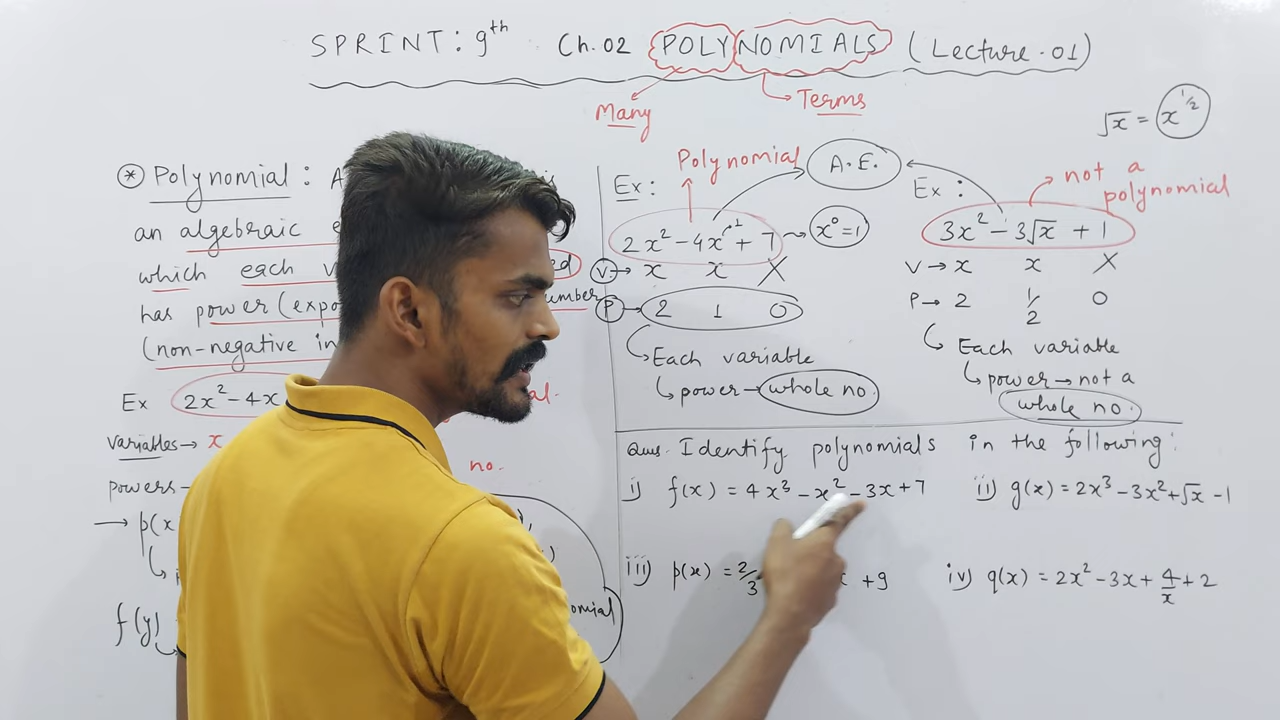 SPRINT: 9th Ch. 02 POLYNOMIALS (Lecture - 01)
Many
Terms
√x = x^1/2
* Polynomial :
an algebraic
which each
has power
(non-negative
Ex 2x² - 4x
variables → x
no.
powers -
→ p(x
f(y)
Polynomial
A.E.
Ex :
2x² - 4x^1 + 7 → x⁰ = 1
V → x x X
P → 2 1 0
Each variable
power → whole no.
not a
polynomial
Ex :
3x² - 3√x + 1
V → x x X
P → 2 1/2 0
Each variable
power → not a
whole no.
Ques. Identify polynomials in the following:
i) f(x) = 4x³ - x² - 3x + 7
ii) g(x) = 2x³ - 3x² + √x - 1
iii) p(x) = 2/3 + 9
iv) q(x) = 2x² - 3x + 4/x + 2